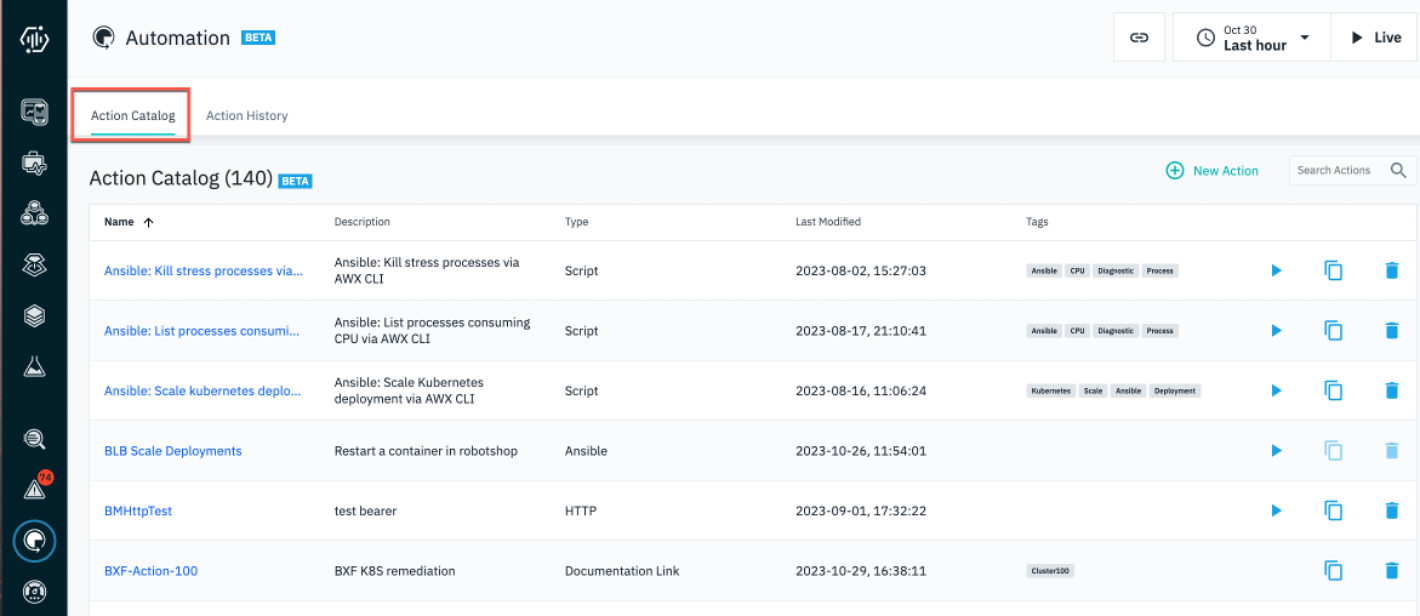 Automation BETA
Oct 30
Last hour
Live
Action Catalog Action History
Action Catalog (140) BETA
New Action
Search Actions
Name Description Type Last Modified Tags
Ansible: Kill stress processes via... Ansible: Kill stress processes via Script 2023-08-02, 15:27:03 Ansible CPU Diagnostic Process
AWX CLI
Ansible: List processes consumi... Ansible: List processes consuming Script 2023-08-17, 21:10:41 Ansible CPU Diagnostic Process
CPU via AWX CLI
Ansible: Scale kubernetes deplo... Ansible: Scale Kubernetes Script 2023-08-16, 11:06:24 Kubernetes Scale Ansible Deployment
deployment via AWX CLI
BLB Scale Deployments Restart a container in robotshop Ansible 2023-10-26, 11:54:01
74
BMHttpTest test bearer HTTP 2023-09-01, 17:32:22
BXF-Action-100 BXF K8S remediation Documentation Link 2023-10-29, 16:38:11 Cluster100